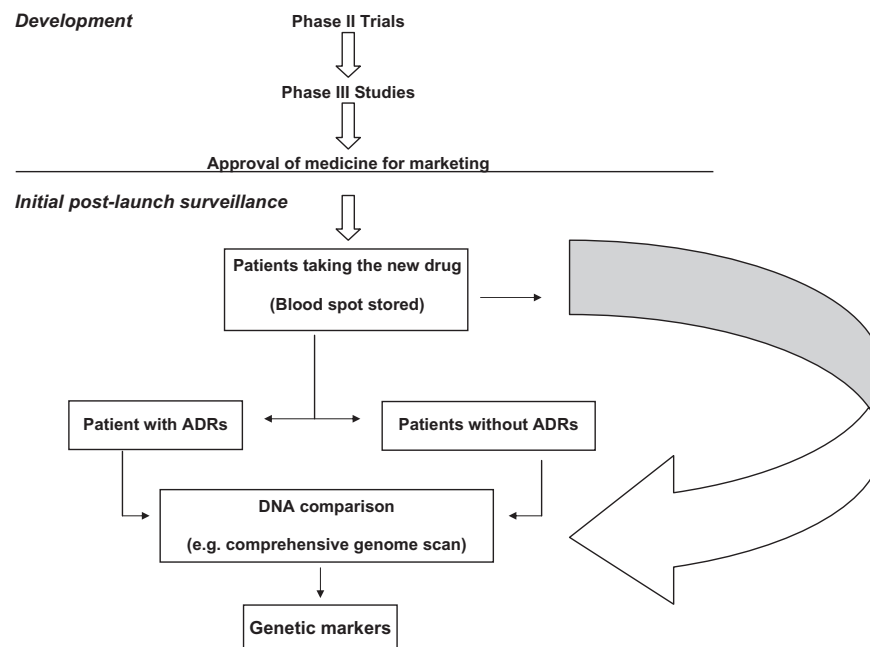 Development
Phase II Trials
Phase III Studies
Approval of medicine for marketing
Initial post-launch surveillance
Patients taking the new drug
(Blood spot stored)
Patient with ADRs
Patients without ADRs
DNA comparison
(e.g. comprehensive genome scan)
Genetic markers